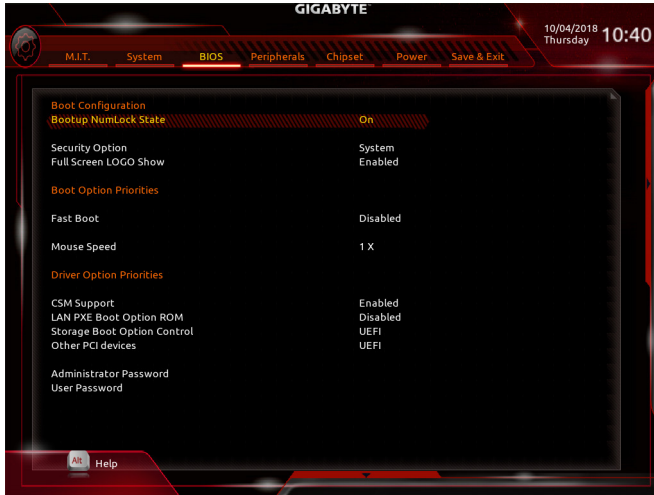 GIGABYTE
10/04/2018
Thursday
10:40
M.I.T. System BIOS Peripherals Chipset Power Save & Exit
Boot Configuration
Bootup NumLock State On
Security Option System
Full Screen LOGO Show Enabled
Boot Option Priorities
Fast Boot Disabled
Mouse Speed 1 X
Driver Option Priorities
CSM Support Enabled
LAN PXE Boot Option ROM Disabled
Storage Boot Option Control UEFI
Other PCI devices UEFI
Administrator Password
User Password
Alt Help